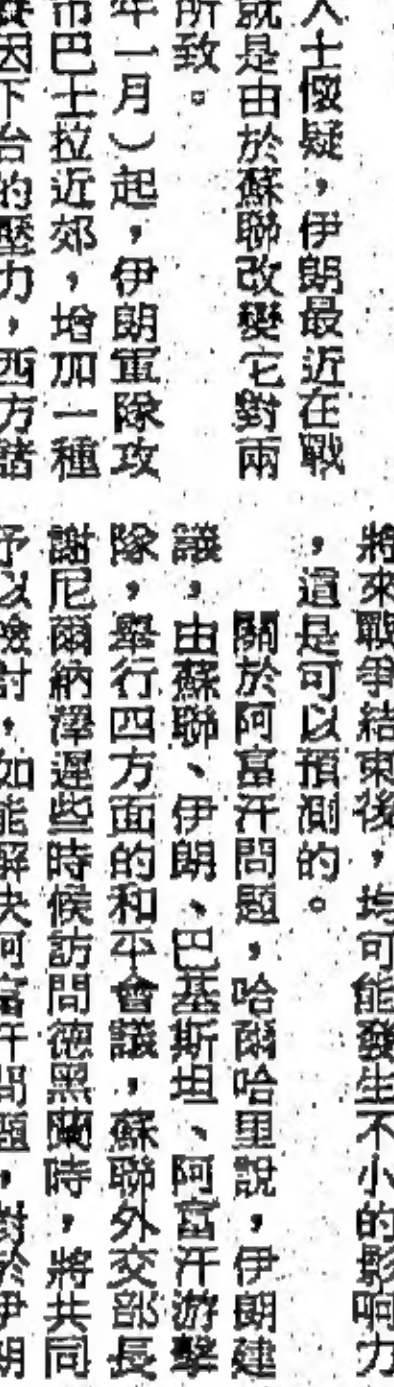 人士懷疑，伊朗最近在戰
就是由於蘇聯改變它對兩
所致。
年一月）起，伊朗軍隊攻
市巴士拉近郊，增加一種
因下台的壓力，西方諸
將來戰爭結束後，均可能發生不小的影响力
，這是可以預測的。
關於阿富汗問題，哈爾哈里說，伊朗建
議，由蘇聯、伊朗、巴基斯坦、阿富汗游擊
隊，舉行四方面的和平會議，蘇聯外交部長
謝尼爾納澤遲些時候訪問德黑蘭時，將共同
予以檢討，如能解決阿富汗問題，對於伊朗